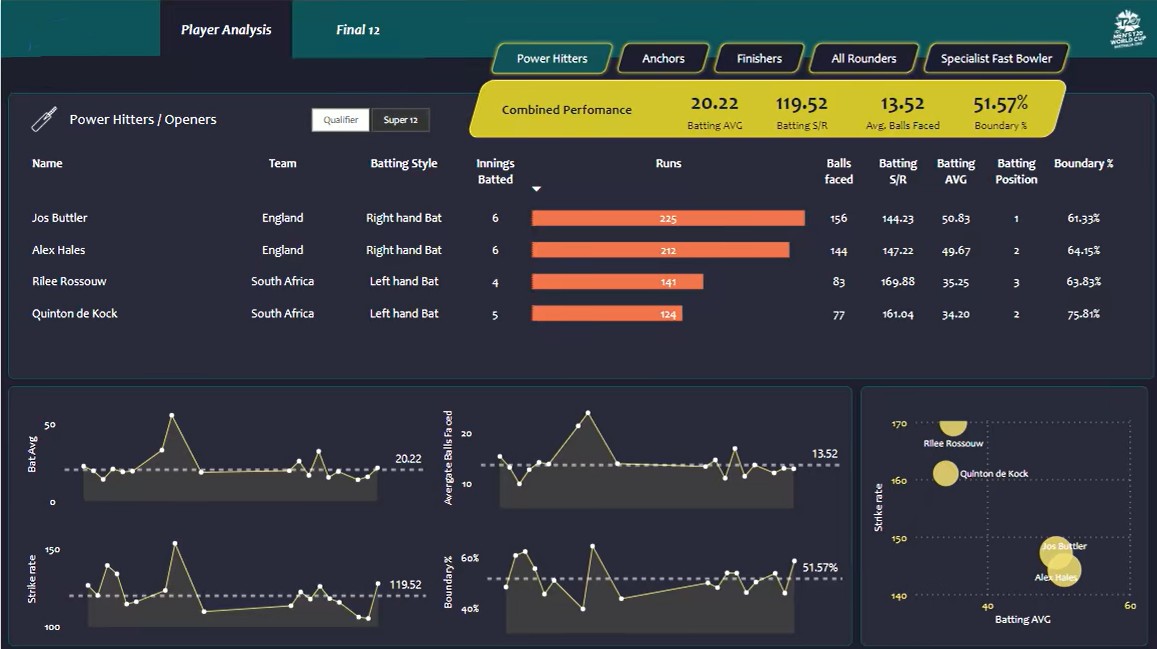 Player Analysis
Final 12
T20
MEN'S T20
WORLD CUP
Power Hitters
Anchors
Finishers
All Rounders
Specialist Fast Bowler
Combined Perfomance
20.22
119.52
13.52
51.57%
Batting AVG
Batting S/R
Avg. Balls Faced
Boundary %
Power Hitters / Openers
Qualifier
Super 12
Name
Team
Batting Style
Innings Batted
Runs
Balls faced
Batting S/R
Batting AVG
Batting Position
Boundary %
Jos Buttler England Right hand Bat 6 225 156 144.23 50.83 1 61.33%
Alex Hales England Right hand Bat 6 212 144 147.22 49.67 2 64.15%
Rilee Rossouw South Africa Left hand Bat 4 141 83 169.88 35.25 3 63.83%
Quinton de Kock South Africa Left hand Bat 5 124 77 161.04 34.20 2 75.81%
Bat Avg
50
0
20.22
Avergate Balls Faced
20
10
13.52
Strike rate
150
100
119.52
Boundary%
60%
40%
51.57%
Strike rate
170
160
150
140
Rilee Rossouw
Quinton de Kock
Jos Buttler
Alex Hales
40
60
Batting AVG